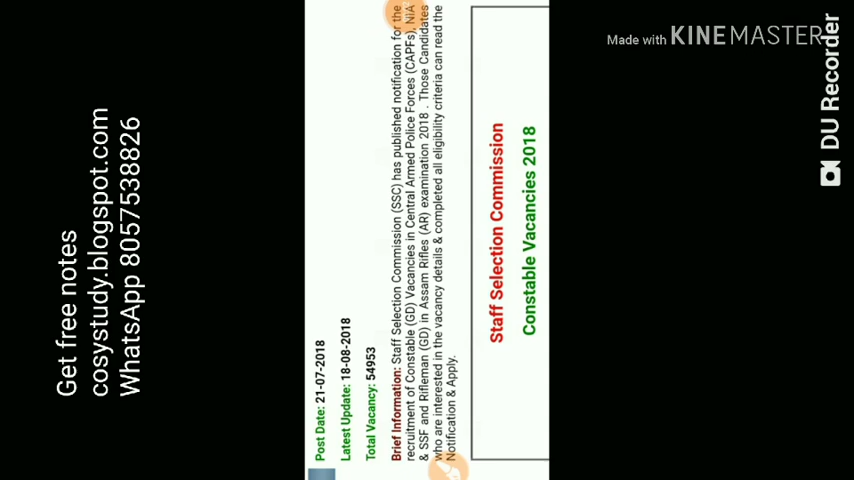 Get free notes
cosystudy.blogspot.com
WhatsApp 8057538826
Post Date: 21-07-2018
Latest Update: 18-08-2018
Total Vacancy: 54953
Brief Information: Staff Selection Commission (SSC) has published notification for the
recruitment of Constable (GD) Vacancies in Central Armed Police Forces (CAPFs), NIA
& SSF and Rifleman (GD) in Assam Rifles (AR) examination 2018 . Those Candidates
who are interested in the vacancy details & completed all eligibility criteria can read the
Notification & Apply.
Staff Selection Commission
Constable Vacancies 2018
Made with KINEMASTER
DU Recorder